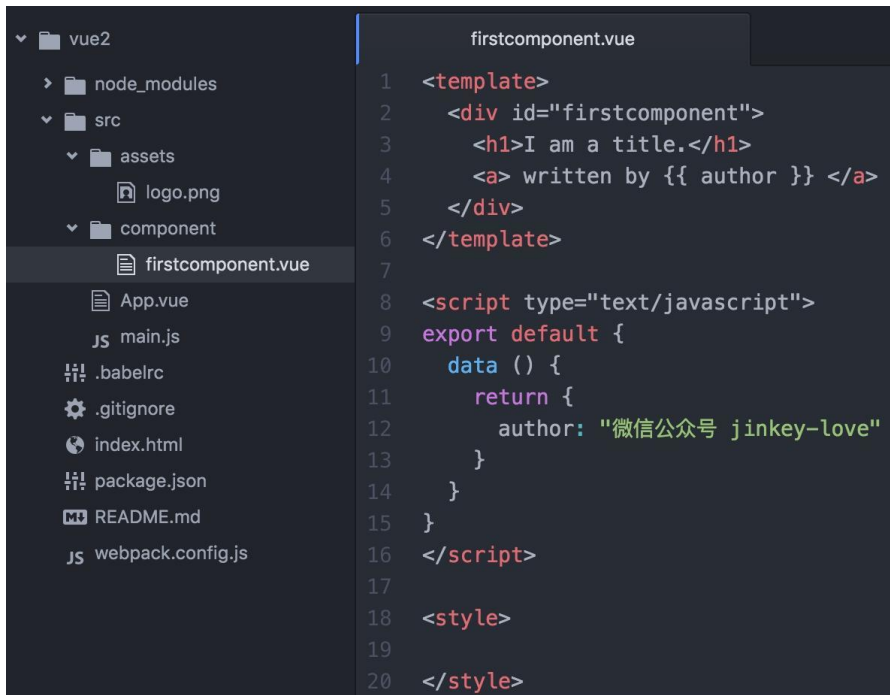 vue2
node_modules
src
assets
logo.png
component
firstcomponent.vue
App.vue
JS main.js
.babelrc
.gitignore
index.html
package.json
M↓ README.md
JS webpack.config.js
firstcomponent.vue
1 <template>
2   <div id="firstcomponent">
3     <h1>I am a title.</h1>
4     <a> written by {{ author }} </a>
5   </div>
6 </template>
7
8 <script type="text/javascript">
9 export default {
10   data () {
11     return {
12       author: "微信公众号 jinkey-love"
13     }
14   }
15 }
16 </script>
17
18 <style>
19
20 </style>